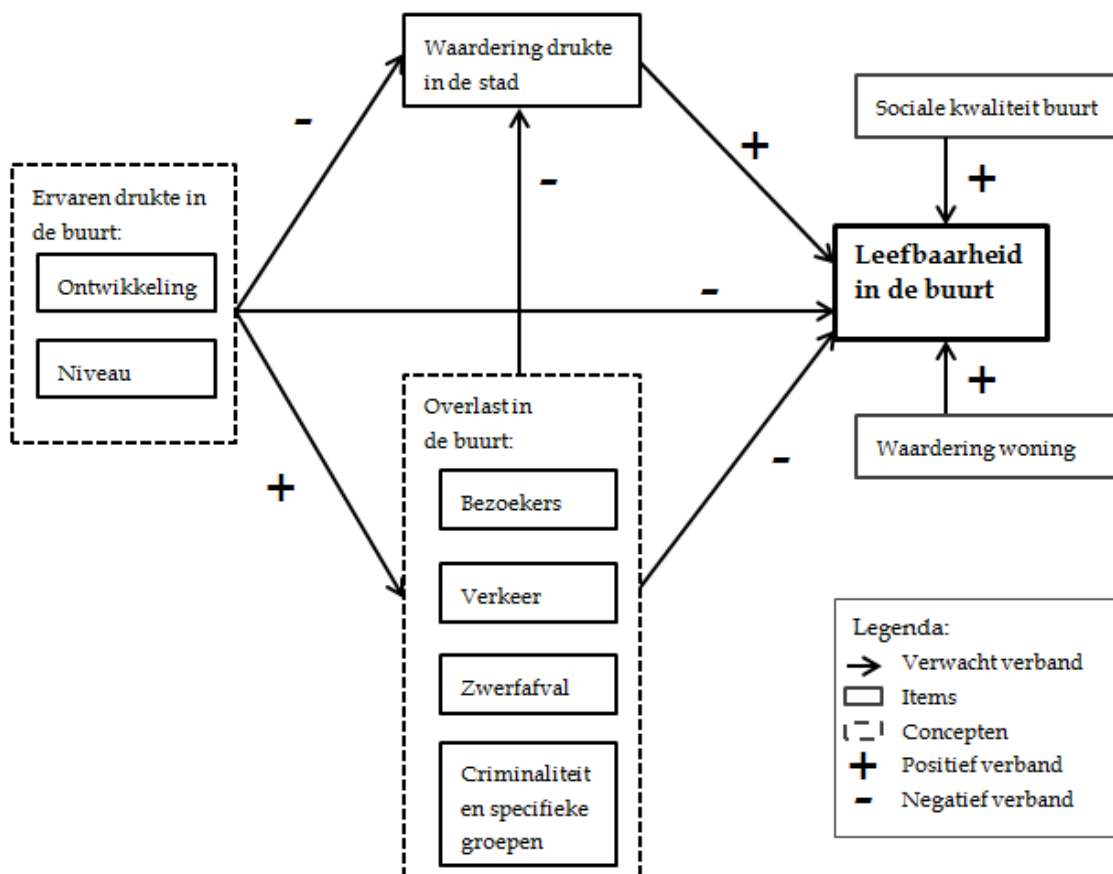 Waardering drukte
in de stad
Sociale kwaliteit buurt
-
+
-
+
Ervaren drukte in
de buurt:
Ontwikkeling
Niveau
-
Leefbaarheid
in de buurt
+
Waardering woning
+
-
Overlast in
de buurt:
Bezoekers
Verkeer
Zwerfafval
Criminaliteit
en specifieke
groepen
Legenda:
Verwacht verband
Items
Concepten
+ Positief verband
- Negatief verband